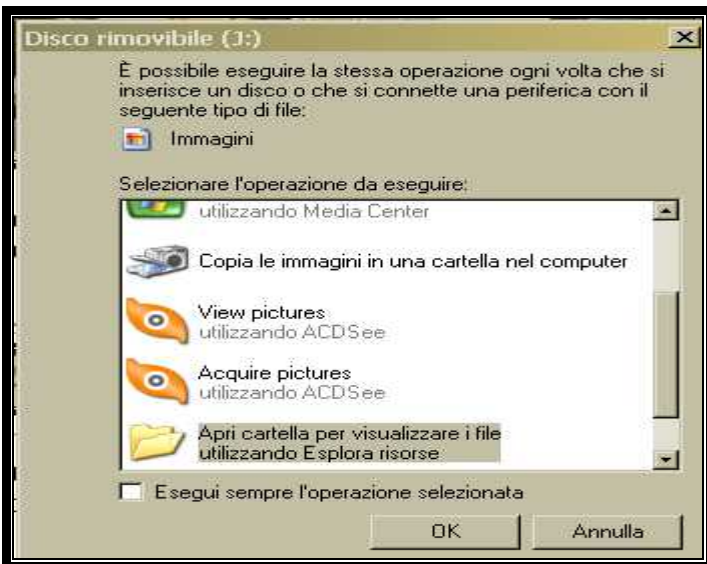 Disco rimovibile (J:)
È possibile eseguire la stessa operazione ogni volta che si
inserisce un disco o che si connette una periferica con il
seguente tipo di file:
Immagini
Selezionare l'operazione da eseguire:
utilizzando Media Center
Copia le immagini in una cartella nel computer
View pictures
utilizzando ACDSee
Acquire pictures
utilizzando ACDSee
Apri cartella per visualizzare i file
utilizzando Esplora risorse
Esegui sempre l'operazione selezionata
OK
Annulla